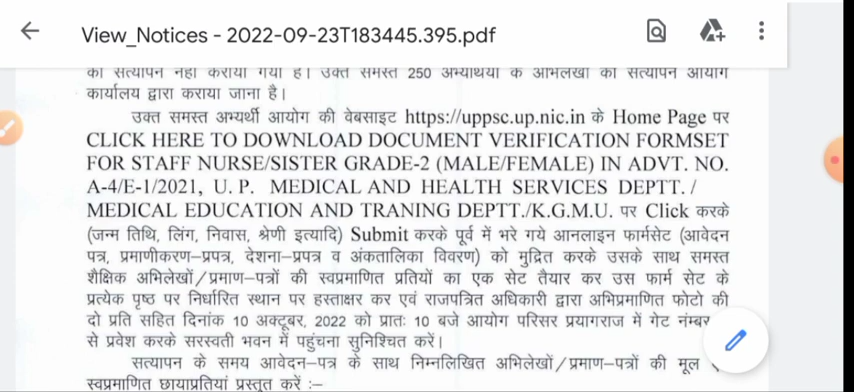 View_Notices - 2022-09-23T183445.395.pdf
का सत्यापन नहीं कराया गया है। उक्त समस्त 250 अभ्यर्थियों के अभिलेखों का सत्यापन आयोग
कार्यालय द्वारा कराया जाना है।
उक्त समस्त अभ्यर्थी आयोग की वेबसाइट https://uppsc.up.nic.in के Home Page पर
CLICK HERE TO DOWNLOAD DOCUMENT VERIFICATION FORMSET
FOR STAFF NURSE/SISTER GRADE-2 (MALE/FEMALE) IN ADVT. NO.
A-4/E-1/2021, U. P. MEDICAL AND HEALTH SERVICES DEPTT. /
MEDICAL EDUCATION AND TRANING DEPTT./K.G.M.U. पर Click करके
(जन्म तिथि, लिंग, निवास, श्रेणी इत्यादि) Submit करके पूर्व में भरे गये आनलाइन फार्मसेट (आवेदन
पत्र, प्रमाणीकरण–प्रपत्र, देशना–प्रपत्र व अंकतालिका विवरण) को मुद्रित करके उसके साथ समस्त
शैक्षिक अभिलेखों/प्रमाण–पत्रों की स्वप्रमाणित प्रतियों का एक सेट तैयार कर उस फार्म सेट के
प्रत्येक पृष्ठ पर निर्धारित स्थान पर हस्ताक्षर कर एवं राजपत्रित अधिकारी द्वारा अभिप्रमाणित फोटो की
दो प्रति सहित दिनांक 10 अक्टूबर, 2022 को प्रातः 10 बजे आयोग परिसर प्रयागराज में गेट नंम्बर
से प्रवेश करके सरस्वती भवन में पहुंचना सुनिश्चित करें।
सत्यापन के समय आवेदन–पत्र के साथ निम्नलिखित अभिलेखों/प्रमाण–पत्रों की मूल
स्वप्रमाणित छायाप्रतियां प्रस्तुत करें :–